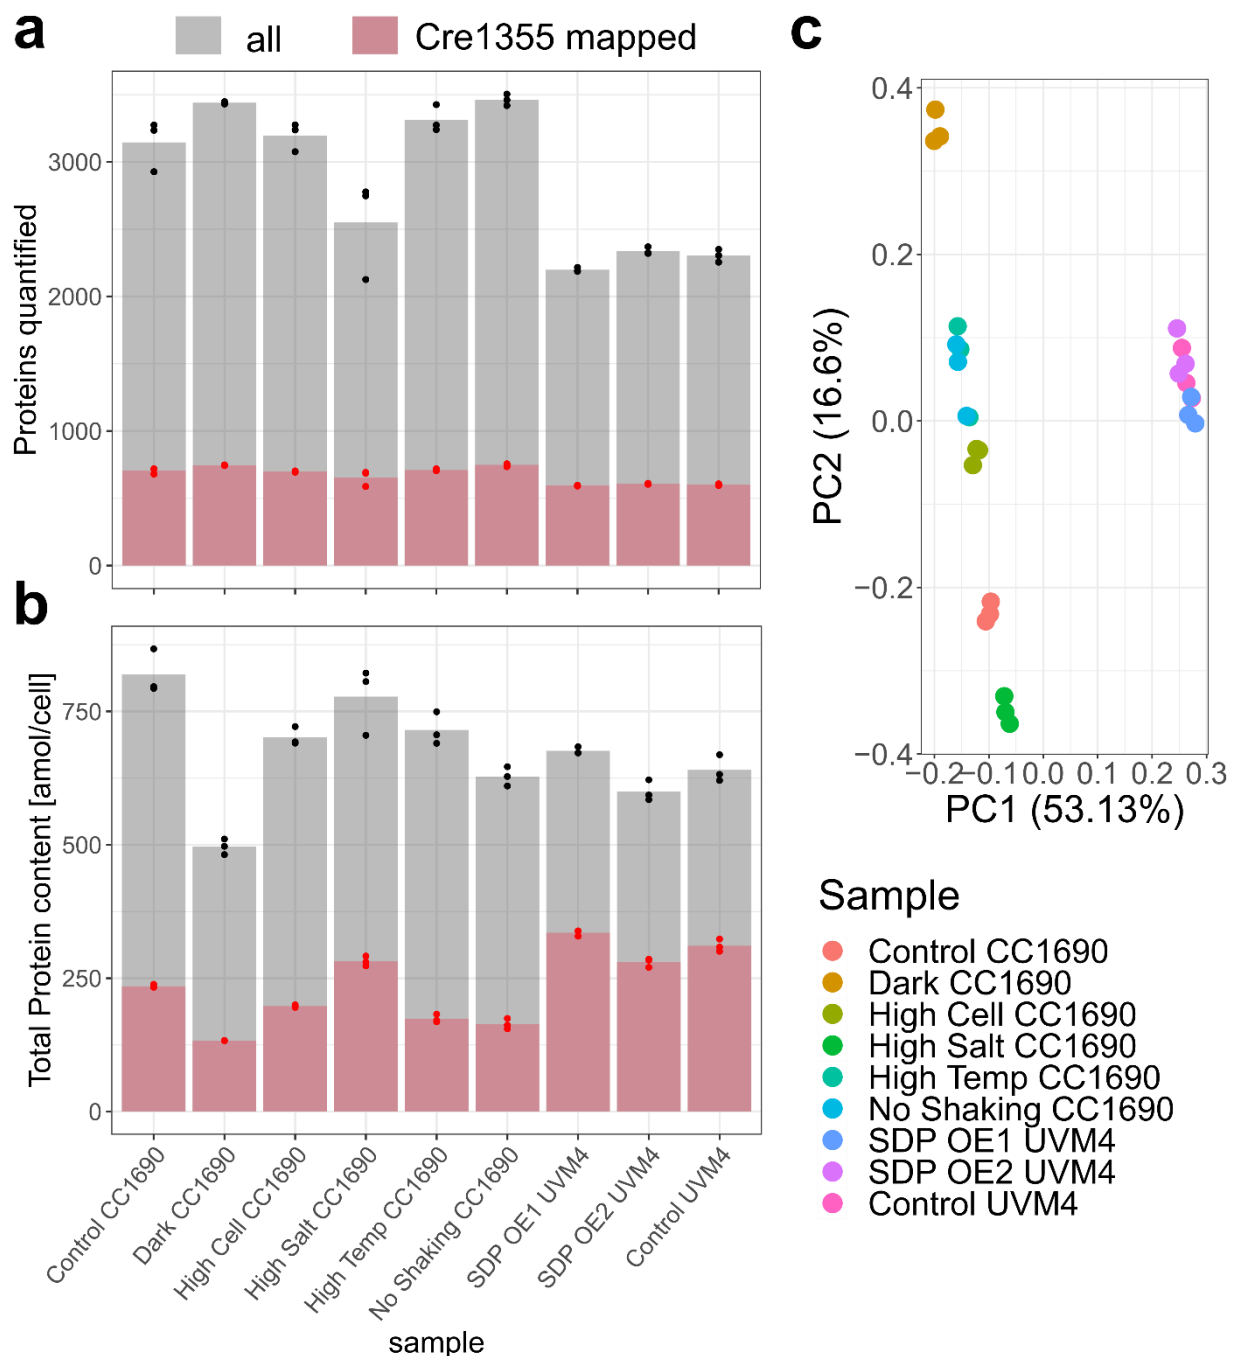 a
all
Cre1355 mapped
Proteins quantified
3000
2000
1000
0
b
Total Protein content [amol/cell]
750
500
250
0
Control CC1690
Dark CC1690
High Cell CC1690
High Salt CC1690
High Temp CC1690
No Shaking CC1690
SDP OE1 UVM4
SDP OE2 UVM4
Control UVM4
sample
c
PC2 (16.6%)
0.4
0.2
0.0
−0.2
−0.4
−0.2 −0.1 0.0 0.1 0.2 0.3
PC1 (53.13%)
Sample
Control CC1690
Dark CC1690
High Cell CC1690
High Salt CC1690
High Temp CC1690
No Shaking CC1690
SDP OE1 UVM4
SDP OE2 UVM4
Control UVM4